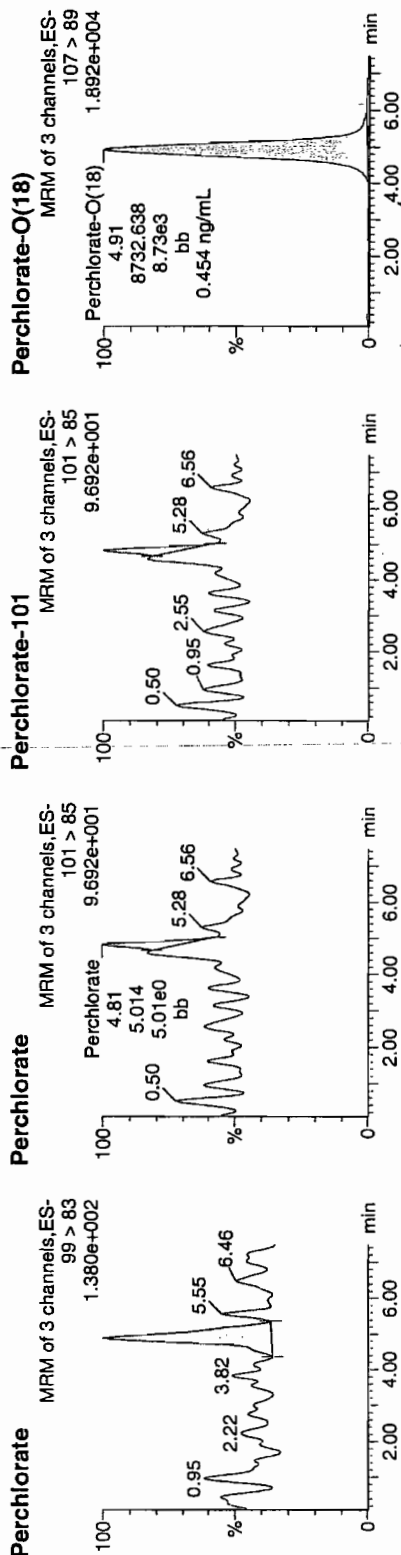 Perchlorate
MRM of 3 channels,ES-
99 > 83
1.380e+002
100
0.95
2.22
3.82
5.55
6.46
%
0
2.00
4.00
6.00
min
Perchlorate
MRM of 3 channels,ES-
101 > 85
9.692e+001
100
Perchlorate
4.81
5.014
5.01e0
bb
0.50
5.28
6.56
%
0
2.00
4.00
6.00
min
Perchlorate-101
MRM of 3 channels,ES-
101 > 85
9.692e+001
100
0.50
0.95
2.55
5.28
6.56
%
0
2.00
4.00
6.00
min
Perchlorate-O(18)
MRM of 3 channels,ES-
107 > 89
1.892e+004
100
Perchlorate-O(18)
4.91
8732.638
8.73e3
bb
0.454 ng/mL
%
0
2.00
4.00
6.00
min